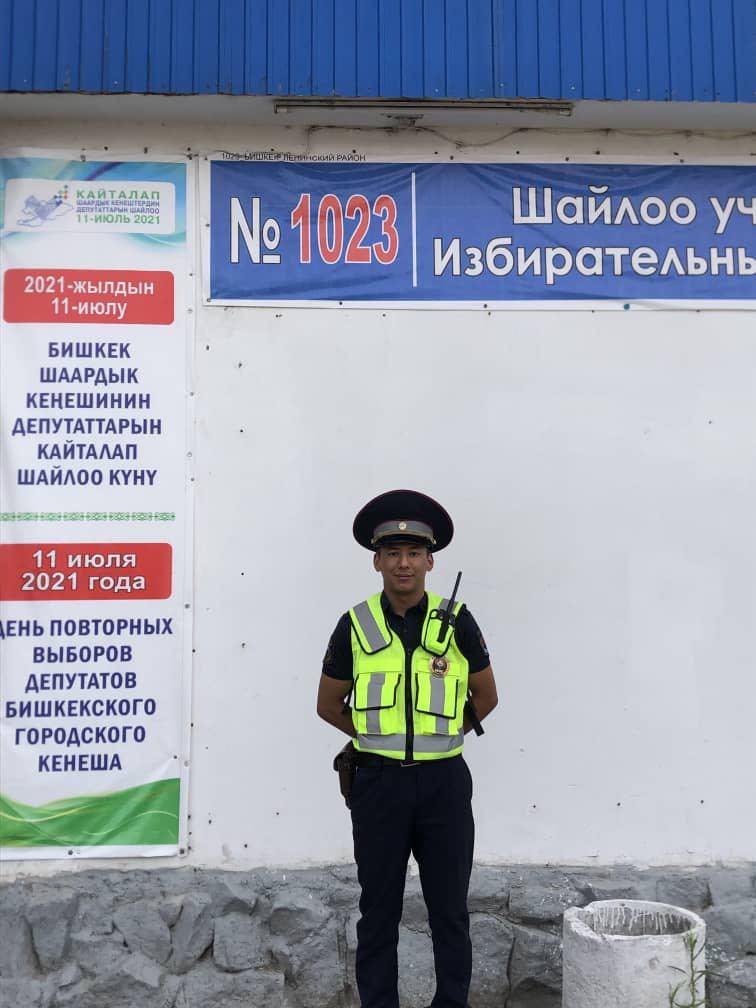 КАЙТАЛАП
ШААРДЫК КЕҢЕШТЕРДИН
ДЕПУТАТТАРЫН ШАЙЛОО
11-ИЮЛЬ 2021
2021-жылдын
11-июлу
БИШКЕК
ШААРДЫК
КЕҢЕШИНИН
ДЕПУТАТТАРЫН
КАЙТАЛАП
ШАЙЛОО КҮНҮ
11 июля
2021 года
ДЕНЬ ПОВТОРНЫХ
ВЫБОРОВ
ДЕПУТАТОВ
БИШКЕКСКОГО
ГОРОДСКОГО
КЕНЕША
1023 БИШКЕК ЛЕНИНСКИЙ РАЙОН
№ 1023
Шайлоо уч
Избирательны